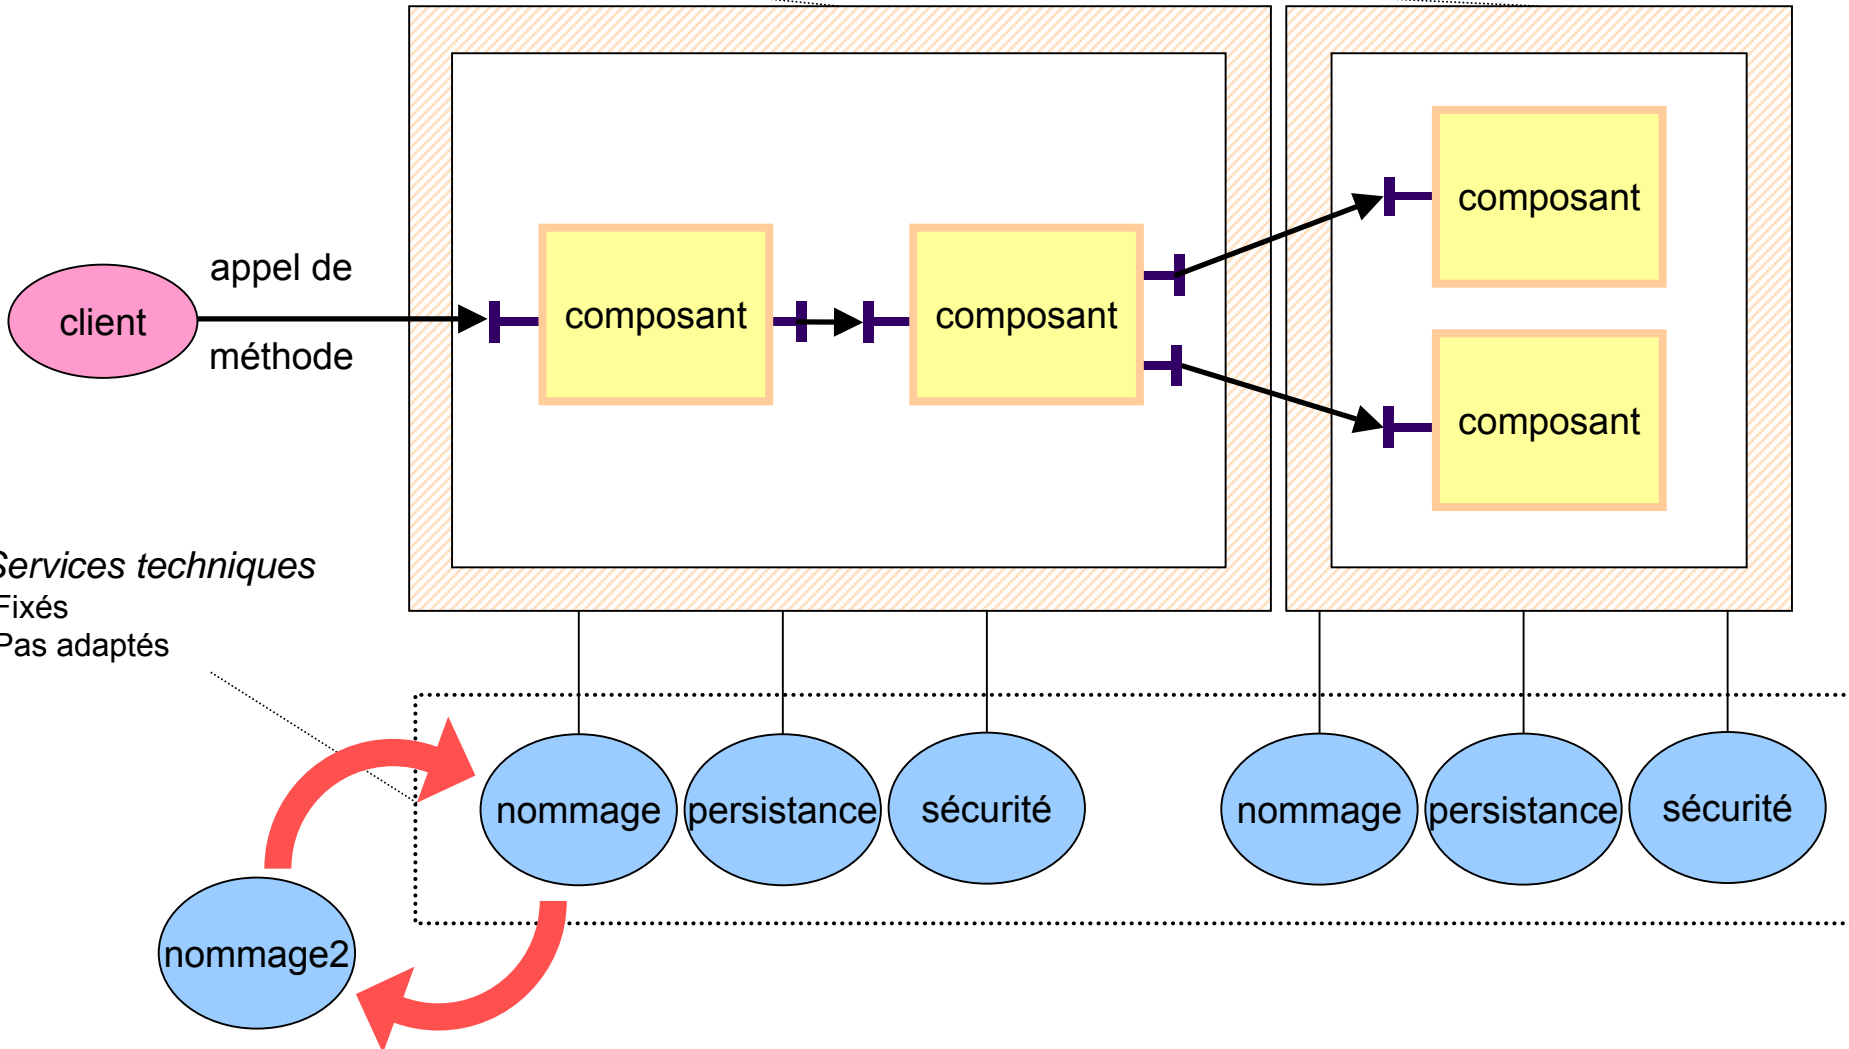 composant
appel de
client
composant
composant
méthode
composant
Services techniques
Fixés
Pas adaptés
nommage
persistance
sécurité
nommage
persistance
sécurité
nommage2